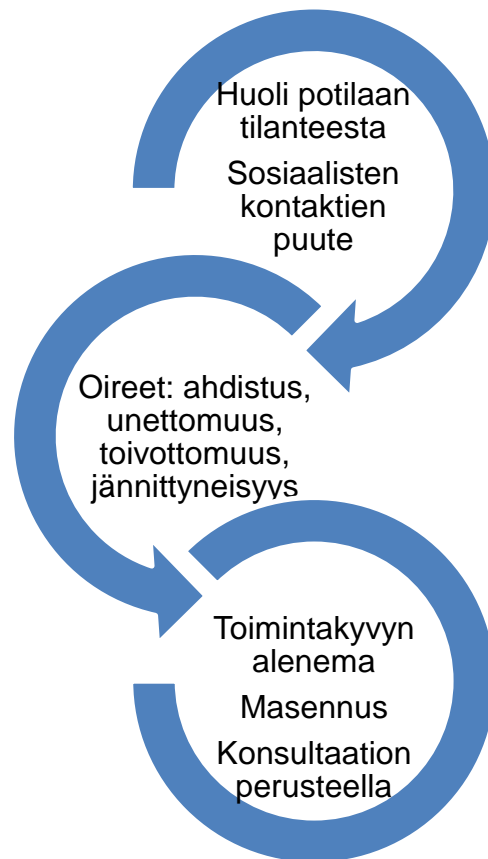 Huoli potilaan
tilanteesta
Sosiaalisten
kontaktien
puute
Oireet: ahdistus,
unettomuus,
toivottomuus,
jännittyneisyys
Toimintakyvyn
alenema
Masennus
Konsultaation
perusteella